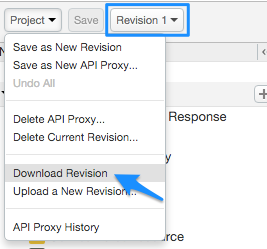 Project Save Revision 1
Save as New Revision
Save as New API Proxy...
Undo All
Delete API Proxy...
Response
Delete Current Revision...
Download Revision
Upload a New Revision...
API Proxy History